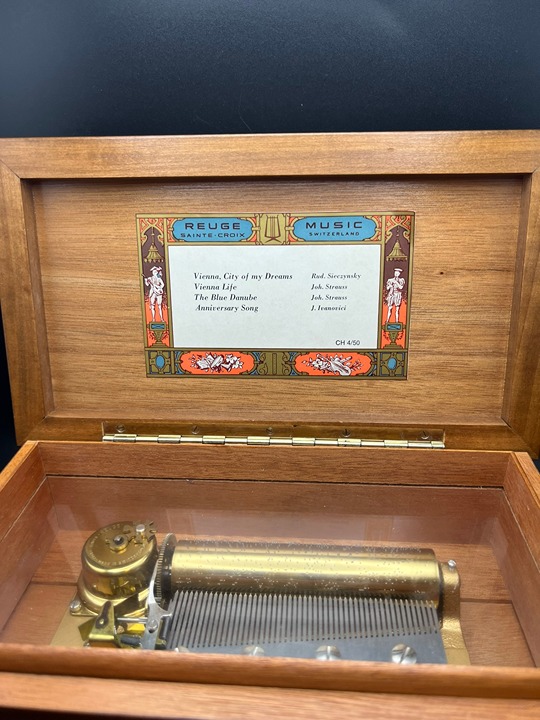 REUGE MUSIC
SAINTE-CROIX SWITZERLAND
Vienna, City of my Dreams Rud. Sieczynsky
Vienna Life Joh. Strauss
The Blue Danube Joh. Strauss
Anniversary Song J. Ivanovici
CH 4/50